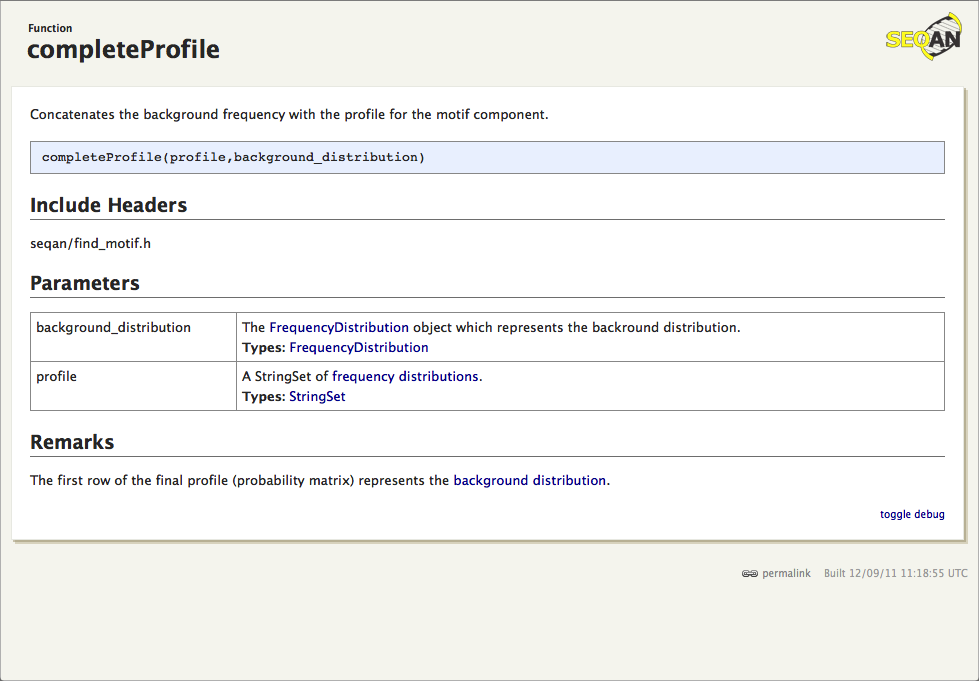 Function
completeProfile
SEQAN
Concatenates the background frequency with the profile for the motif component.
completeProfile(profile,background_distribution)
Include Headers
seqan/find_motif.h
Parameters
background_distribution
The FrequencyDistribution object which represents the backround distribution.
Types: FrequencyDistribution
profile
A StringSet of frequency distributions.
Types: StringSet
Remarks
The first row of the final profile (probability matrix) represents the background distribution.
toggle debug
permalink Built 12/09/11 11:18:55 UTC